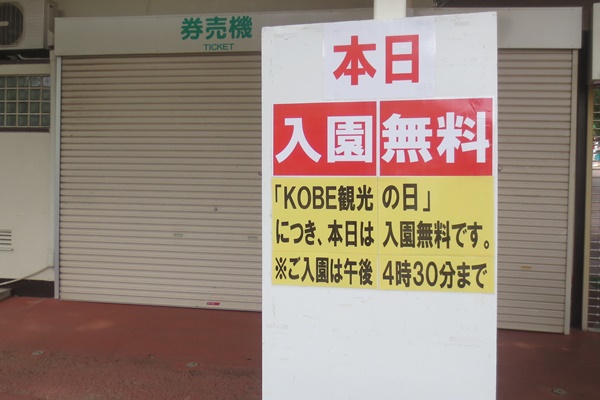 券売機
TICKET
本日
入園無料
「KOBE観光の日」
につき、本日は入園無料です。
※ご入園は午後4時30分まで